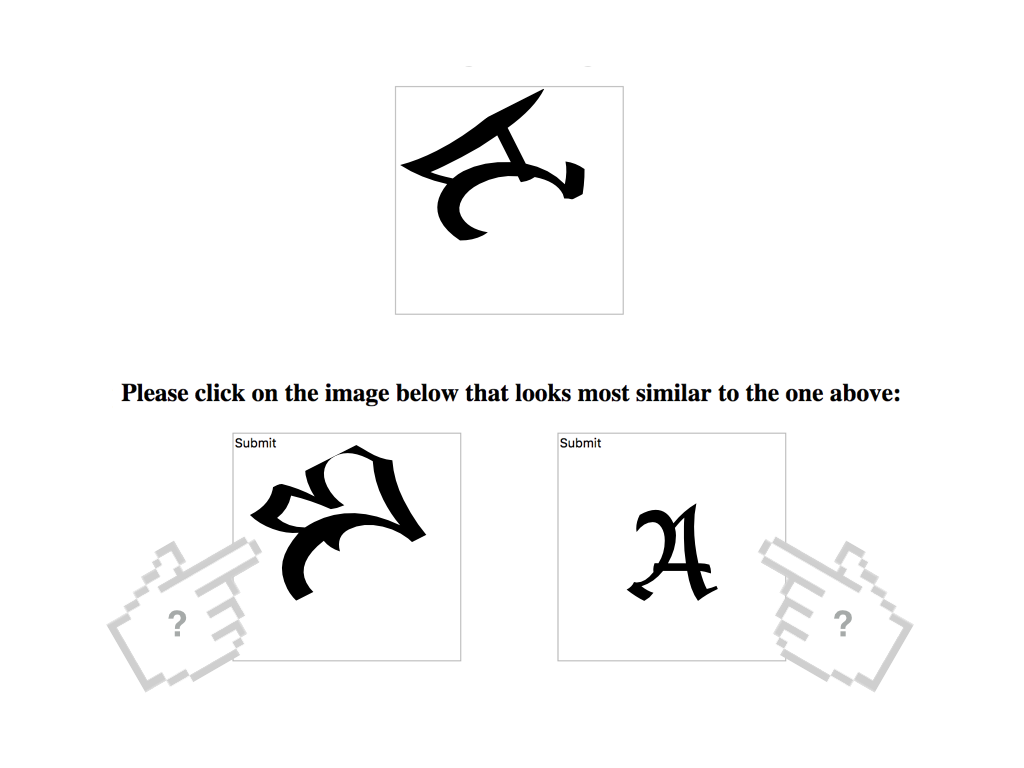 A
Please click on the image below that looks most similar to the one above:
Submit Submit
A
? ?